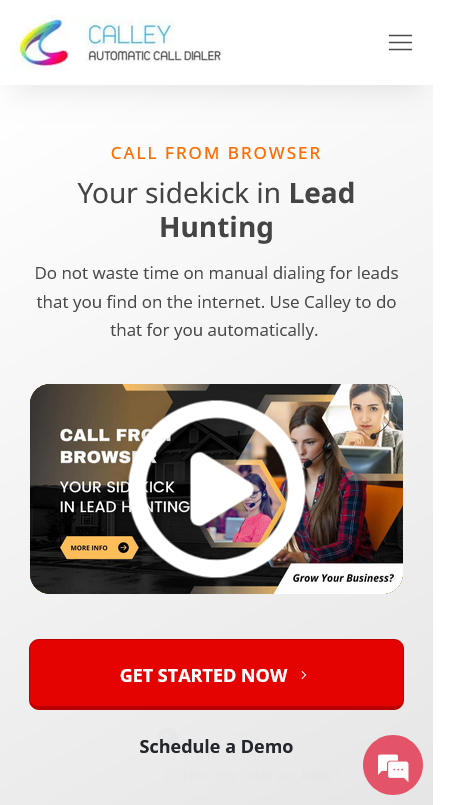 CALLEY
AUTOMATIC CALL DIALER
CALL FROM BROWSER
Your sidekick in Lead
Hunting
Do not waste time on manual dialing for leads
that you find on the internet. Use Calley to do
that for you automatically.
CALL FROM
BROWSER
YOUR SIDEKICK
IN LEAD HUNTING
MORE INFO
Grow Your Business?
GET STARTED NOW
Schedule a Demo